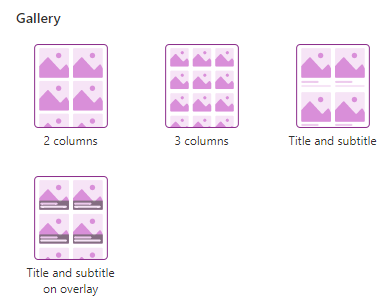 Gallery
2 columns
3 columns
Title and subtitle
Title and subtitle
on overlay